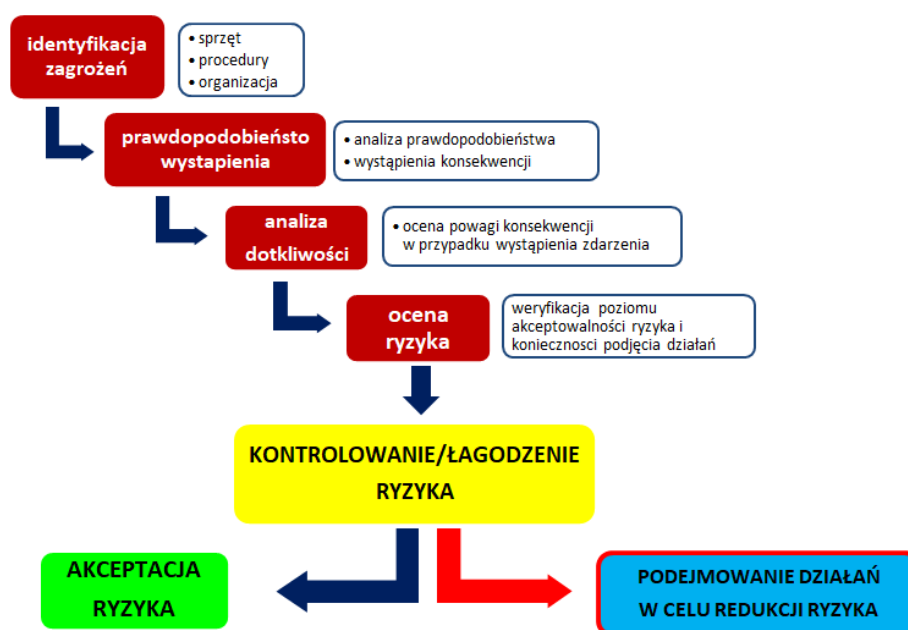 identyfikacja
zagrożeń
• sprzęt
• procedury
• organizacja
prawdopodobieństo
wystapienia
• analiza prawdopodobieństwa
• wystąpienia konsekwencji
analiza
dotkliwości
• ocena powagi konsekwencji
w przypadku wystąpienia zdarzenia
ocena
ryzyka
weryfikacja poziomu
akceptowalności ryzyka i
koniecznosci podjęcia działań
KONTROLOWANIE/ŁAGODZENIE
RYZYKA
AKCEPTACJA
RYZYKA
PODEJMOWANIE DZIAŁAŃ
W CELU REDUKCJI RYZYKA